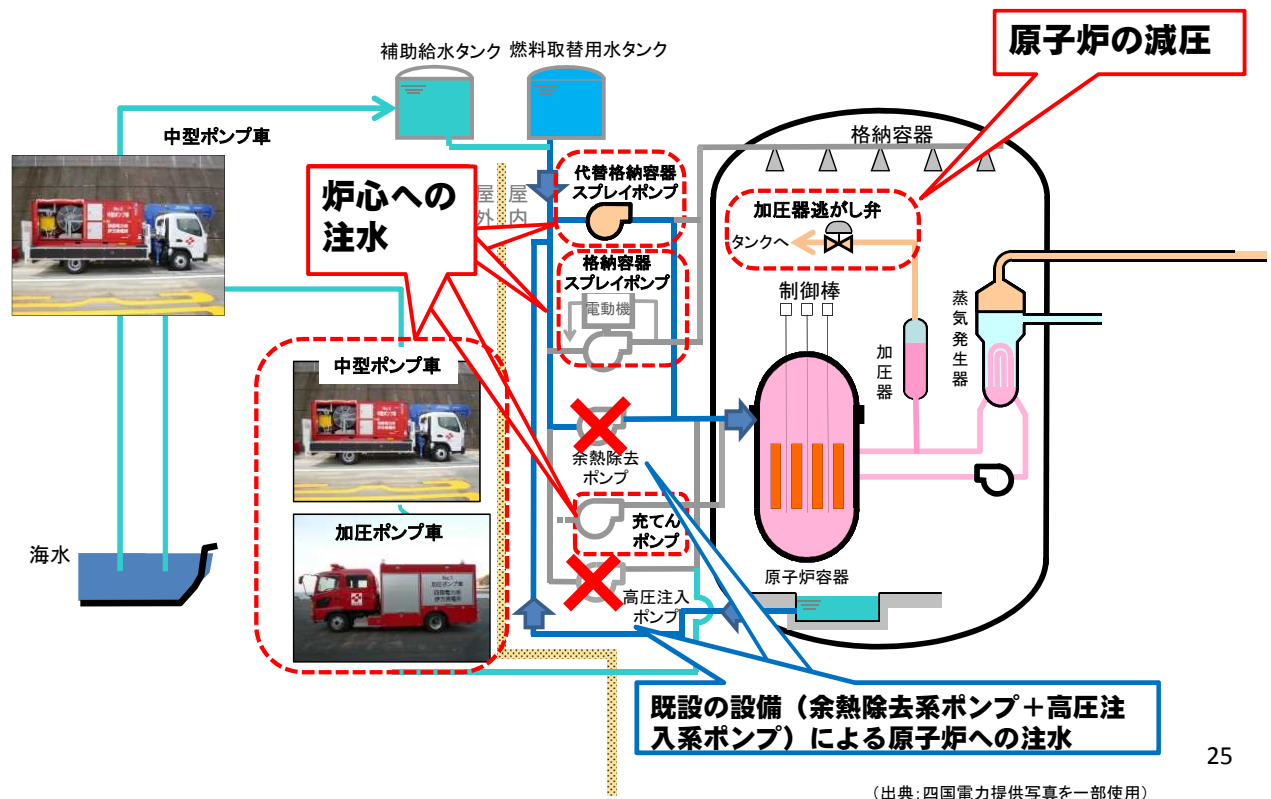 補助給水タンク
燃料取替用水タンク
原子炉の減圧
中型ポンプ車
格納容器
代替格納容器
スプレイポンプ
炉心への
注水
屋外
屋内
加圧器逃がし弁
タンクへ
格納容器
スプレイポンプ
電動機
制御棒
蒸気発生器
加圧器
中型ポンプ車
余熱除去
ポンプ
加圧ポンプ車
充てん
ポンプ
海水
原子炉容器
高圧注入
ポンプ
既設の設備（余熱除去系ポンプ＋高圧注
入系ポンプ）による原子炉への注水
25
（出典：四国電力提供写真を一部使用）